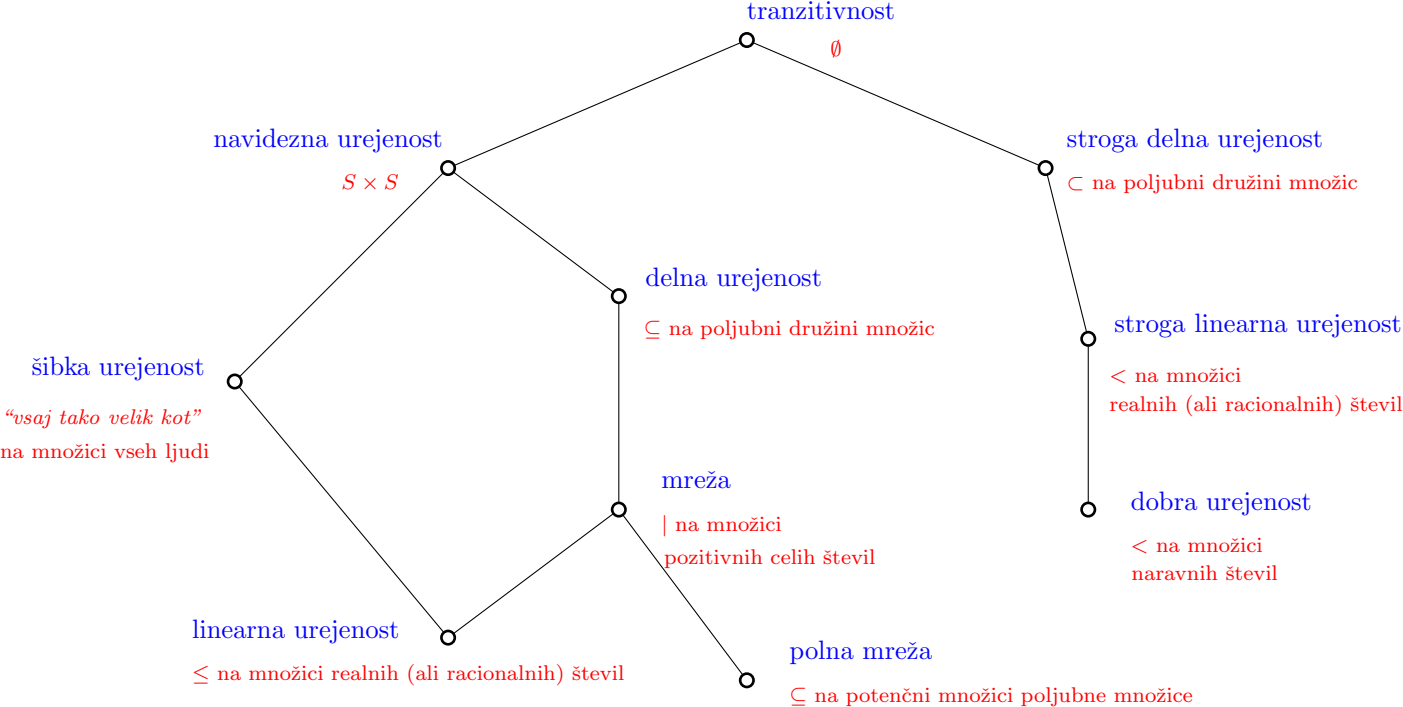 tranzitivnost
∅
navidezna urejenost
S × S
stroga delna urejenost
⊂ na poljubni družini množic
delna urejenost
⊆ na poljubni družini množic
stroga linearna urejenost
< na množici
realnih (ali racionalnih) števil
šibka urejenost
“vsaj tako velik kot”
na množici vseh ljudi
mreža
| na množici
pozitivnih celih števil
dobra urejenost
< na množici
naravnih števil
linearna urejenost
≤ na množici realnih (ali racionalnih) števil
polna mreža
⊆ na potenčni množici poljubne množice